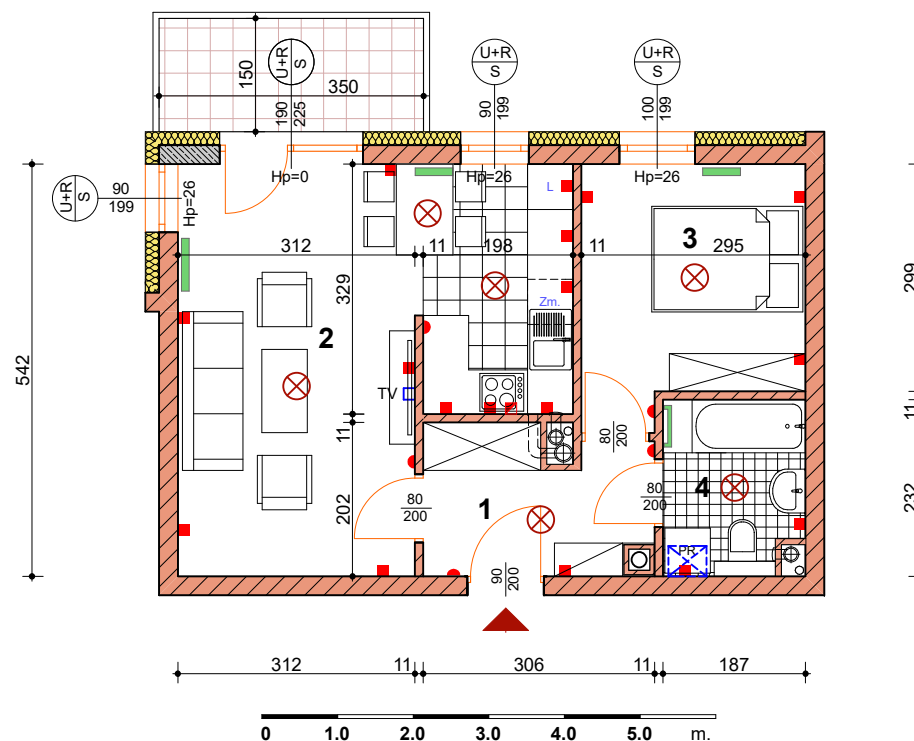 150
350
U+R
S
190
225
U+R
S
90
199
U+R
S
100
199
U+R
S
90
199
Hp=26
Hp=0
Hp=26
Hp=26
L
312
11
198
11
3
295
329
2
Zm.
299
542
TV
11
80
200
11
202
80
200
1
80
200
4
232
PR
90
200
312
11
306
11
187
0 1.0 2.0 3.0 4.0 5.0 m.